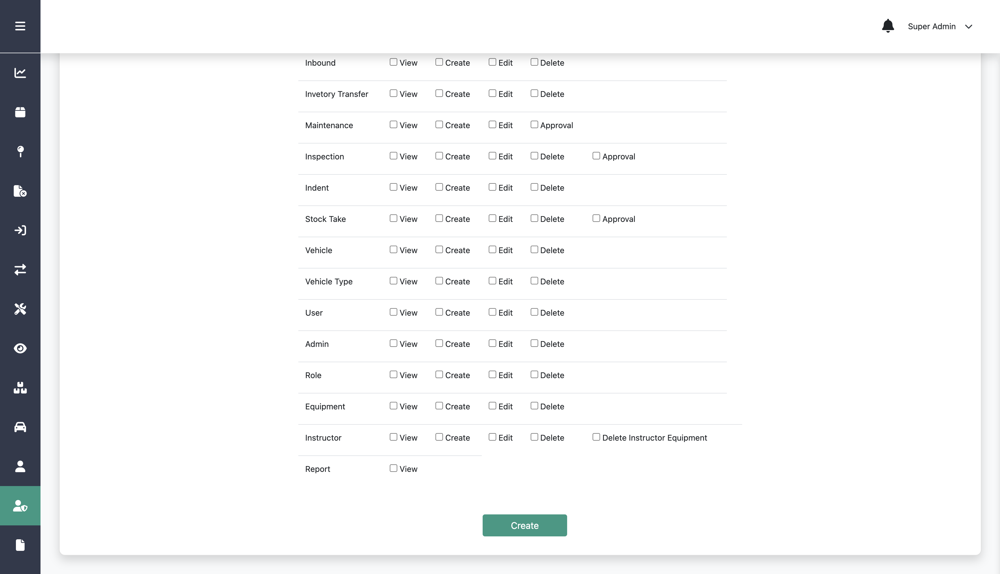 Super Admin
Inbound View Create Edit Delete
Invetory Transfer View Create Edit Delete
Maintenance View Create Edit Approval
Inspection View Create Edit Delete Approval
Indent View Create Edit Delete
Stock Take View Create Edit Delete Approval
Vehicle View Create Edit Delete
Vehicle Type View Create Edit Delete
User View Create Edit Delete
Admin View Create Edit Delete
Role View Create Edit Delete
Equipment View Create Edit Delete
Instructor View Create Edit Delete Delete Instructor Equipment
Report View
Create